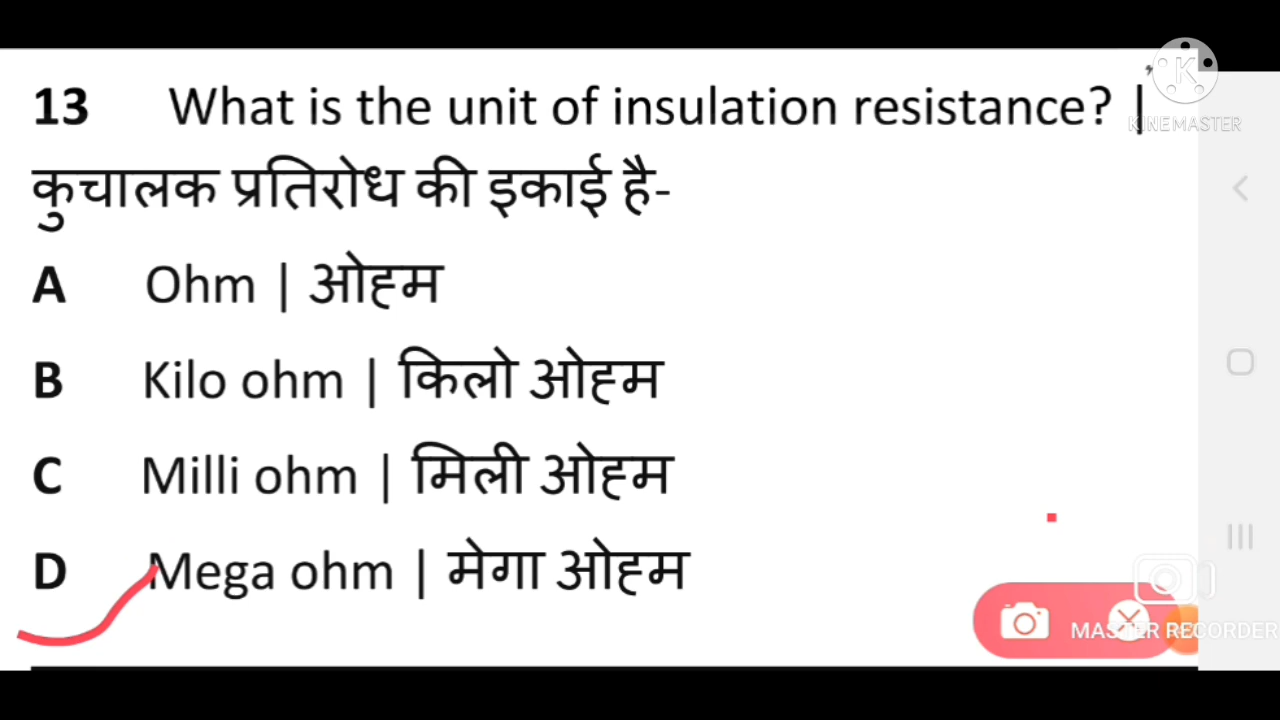 13 What is the unit of insulation resistance? |
कुचालक प्रतिरोध की इकाई है-
A Ohm | ओह्म
B Kilo ohm | किलो ओह्म
C Milli ohm | मिली ओह्म
D Mega ohm | मेगा ओह्म
K
KINEMASTER
MASTER RECORDER